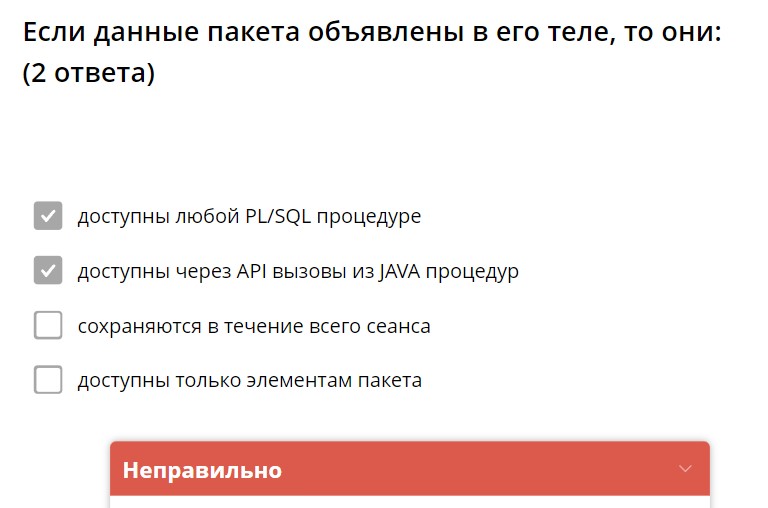 Если данные пакета объявлены в его теле, то они:
(2 ответа)
доступны любой PL/SQL процедуре
доступны через API вызовы из JAVA процедур
сохраняются в течение всего сеанса
доступны только элементам пакета
Неправильно